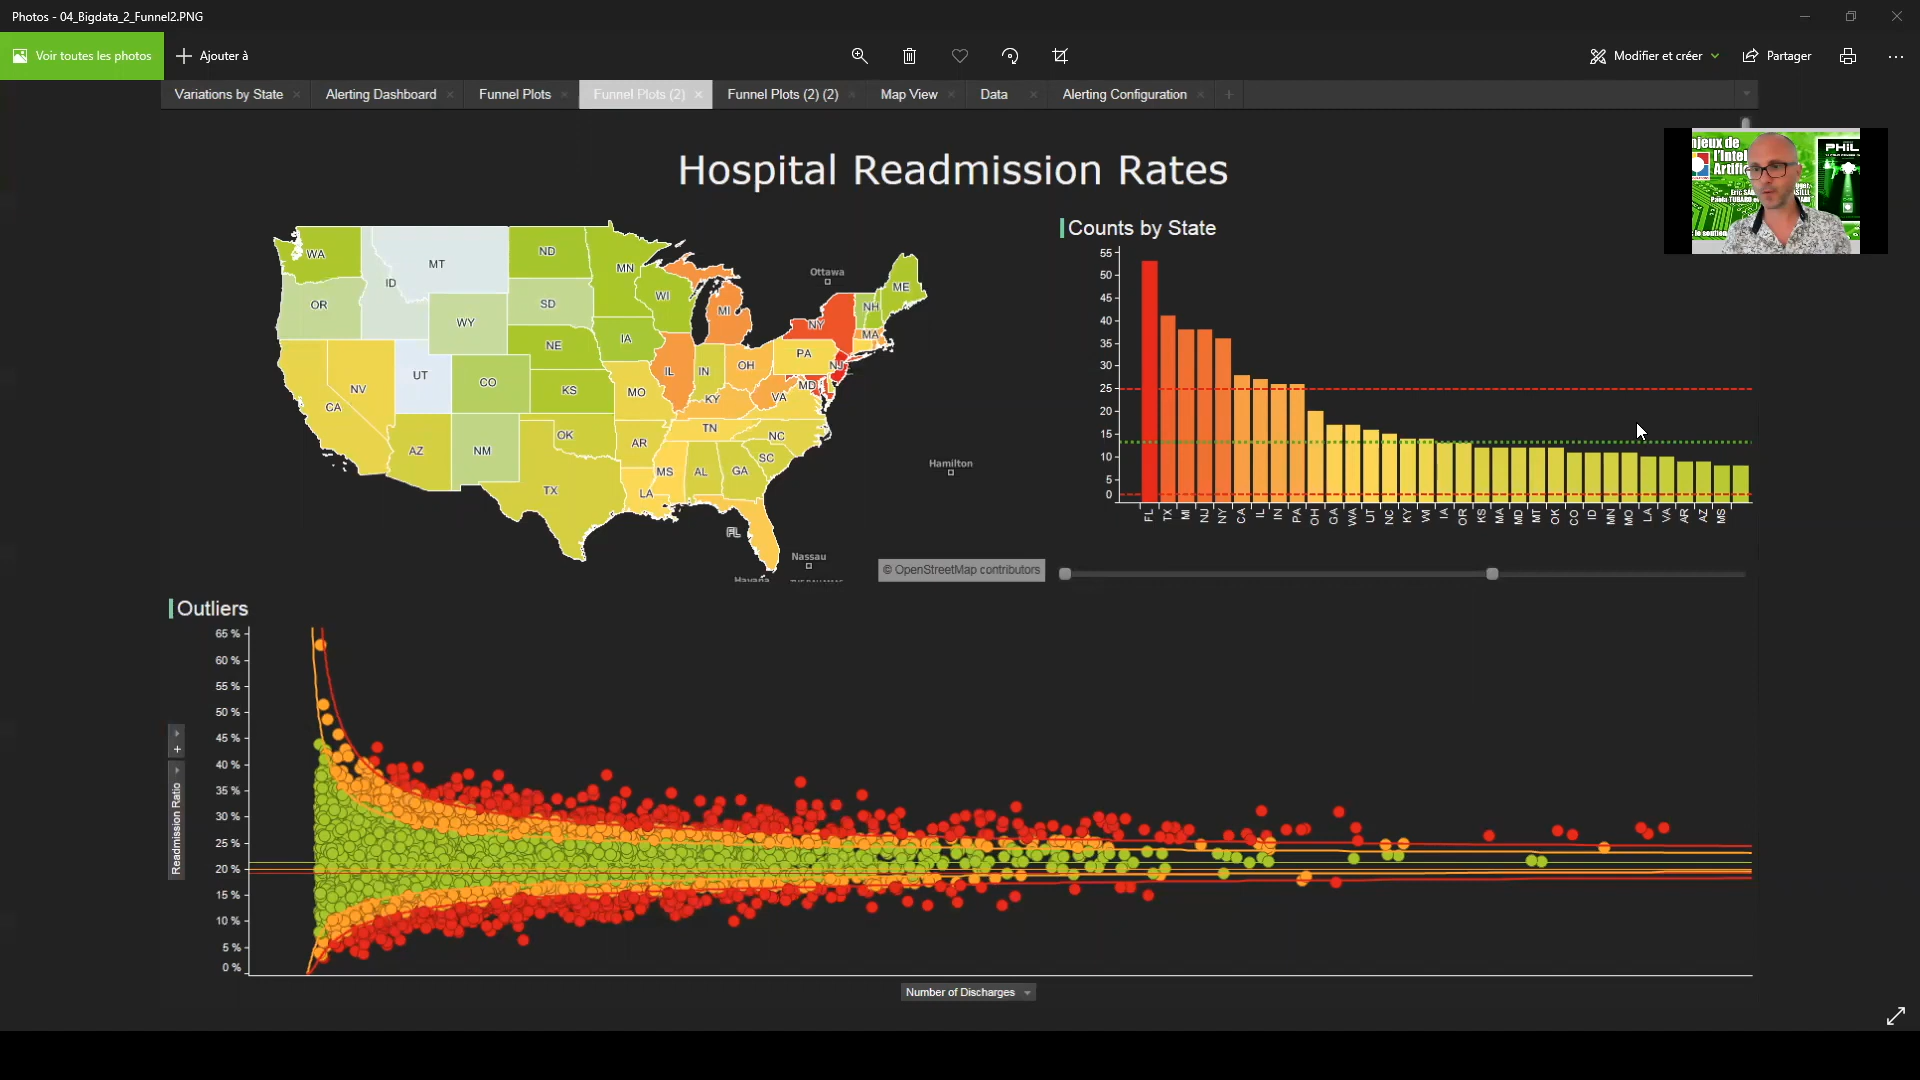 Photos - 04_Bigdata_2_Funnel2.PNG
Voir toutes les photos
Ajouter à
Modifier et créer
Partager
Variations by State
Alerting Dashboard
Funnel Plots
Funnel Plots (2)
Funnel Plots (2) (2)
Map View
Data
Alerting Configuration
Hospital Readmission Rates
njeux de
l'Intel
Artifi
PHIL
WA
MT
ND
MN
ID
OR
SD
WI
WY
MI
NY
NH
ME
MA
IA
NE
PA
NJ
OH
IL
IN
MD
UT
CO
KS
MO
NV
CA
KY
VA
TN
NC
OK
AR
AZ
NM
SC
MS
AL
GA
TX
LA
FL
Ottawa
Hamilton
Nassau
Havana
© OpenStreetMap contributors
Counts by State
55
50
45
40
35
30
25
20
15
10
5
0
FL TX MI NJ NY CA IL IN PA OH GA WA UT NC KY WI IA OR KS MA MD MT OK CO ID MN MO LA VA AR AZ MS
Outliers
65 %
60 %
55 %
50 %
45 %
40 %
35 %
30 %
25 %
20 %
15 %
10 %
5 %
0 %
Readmission Ratio
Number of Discharges